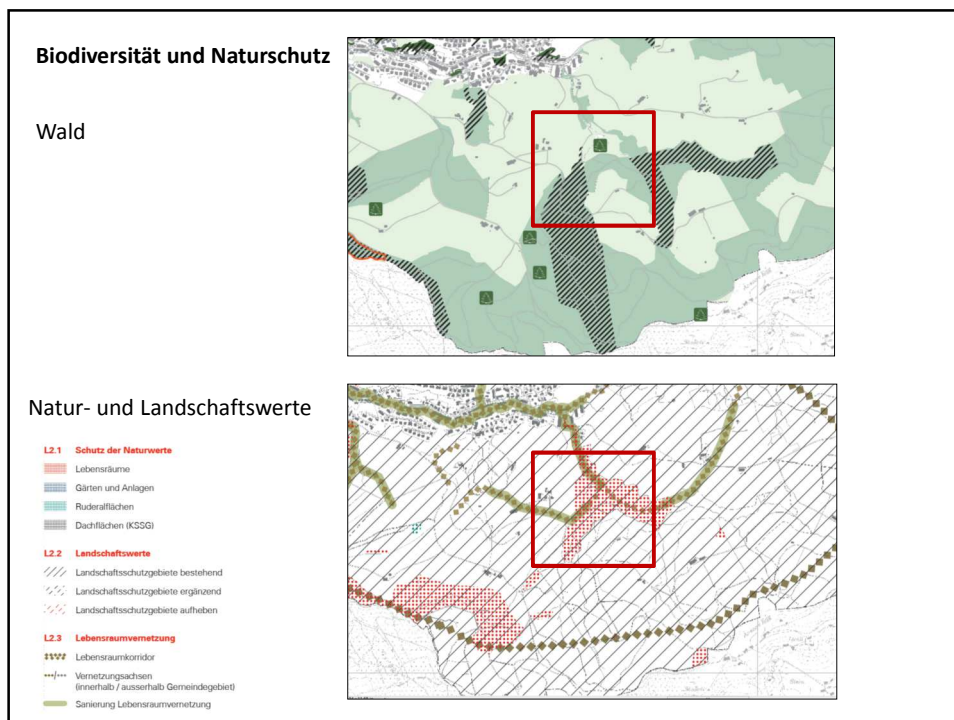 Biodiversität und Naturschutz
Wald
Natur- und Landschaftswerte
L2.1 Schutz der Naturwerte
Lebensräume
Gärten und Anlagen
Ruderalflächen
Dachflächen (KSSG)
L2.2 Landschaftswerte
Landschaftsschutzgebiete bestehend
Landschaftsschutzgebiete ergänzend
Landschaftsschutzgebiete aufheben
L2.3 Lebensraumvernetzung
Lebensraumkorridor
Vernetzungsachsen
(innerhalb / ausserhalb Gemeindegebiet)
Sanierung Lebensraumvernetzung